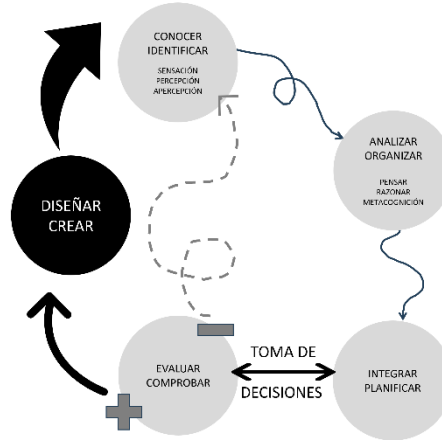 CONOCER
IDENTIFICAR
SENSACIÓN
PERCEPCIÓN
APERCEPCIÓN
ANALIZAR
ORGANIZAR
PENSAR
RAZONAR
METACOGNICIÓN
DISEÑAR
CREAR
EVALUAR
COMPROBAR
TOMA DE
DECISIONES
INTEGRAR
PLANIFICAR